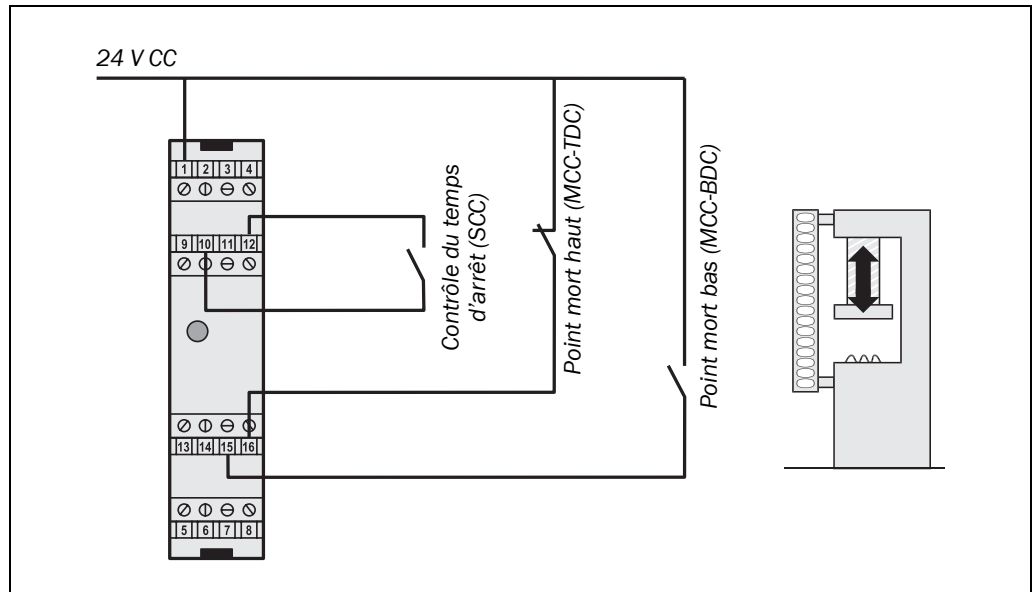 24 V CC
1 2 3 4
9 10 11 12
Contrôle du temps
d'arrêt (SCC)
Point mort haut (MCC-TDC)
Point mort bas (MCC-BDC)
13 14 15 16
5 6 7 8